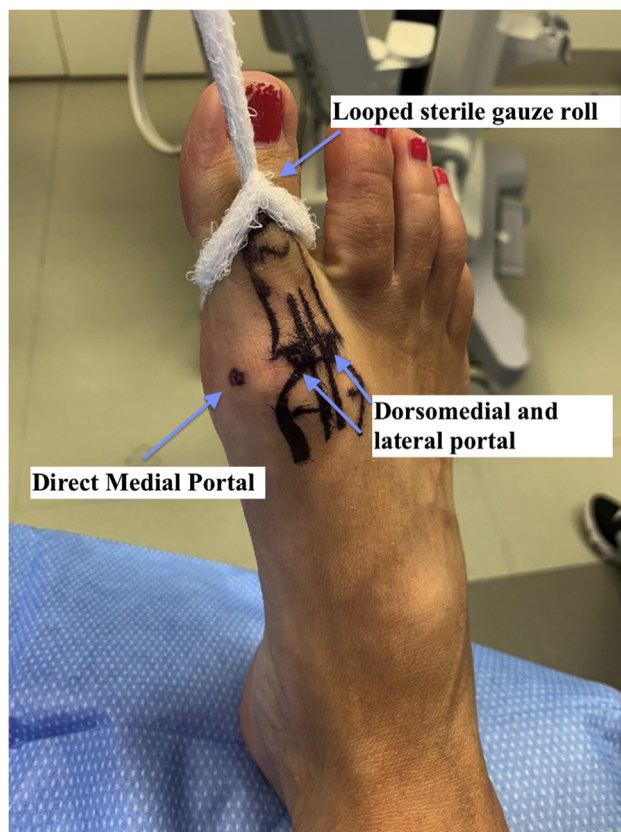 Looped sterile gauze roll
Dorsomedial and
lateral portal
Direct Medial Portal